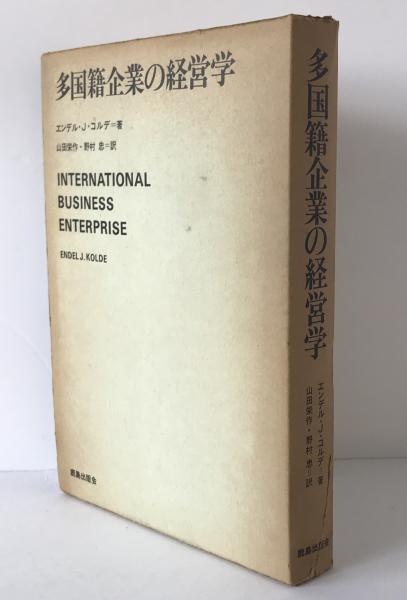 多国籍企業の経営学
エンデル・J・コルデ=著
山田栄作・野村 忠=訳
INTERNATIONAL
BUSINESS
ENTERPRISE
ENDEL J. KOLDE
鹿島出版会
多国籍企業の経営学
エンデル・J・コルデ=著
山田栄作・野村 忠=訳
鹿島出版会